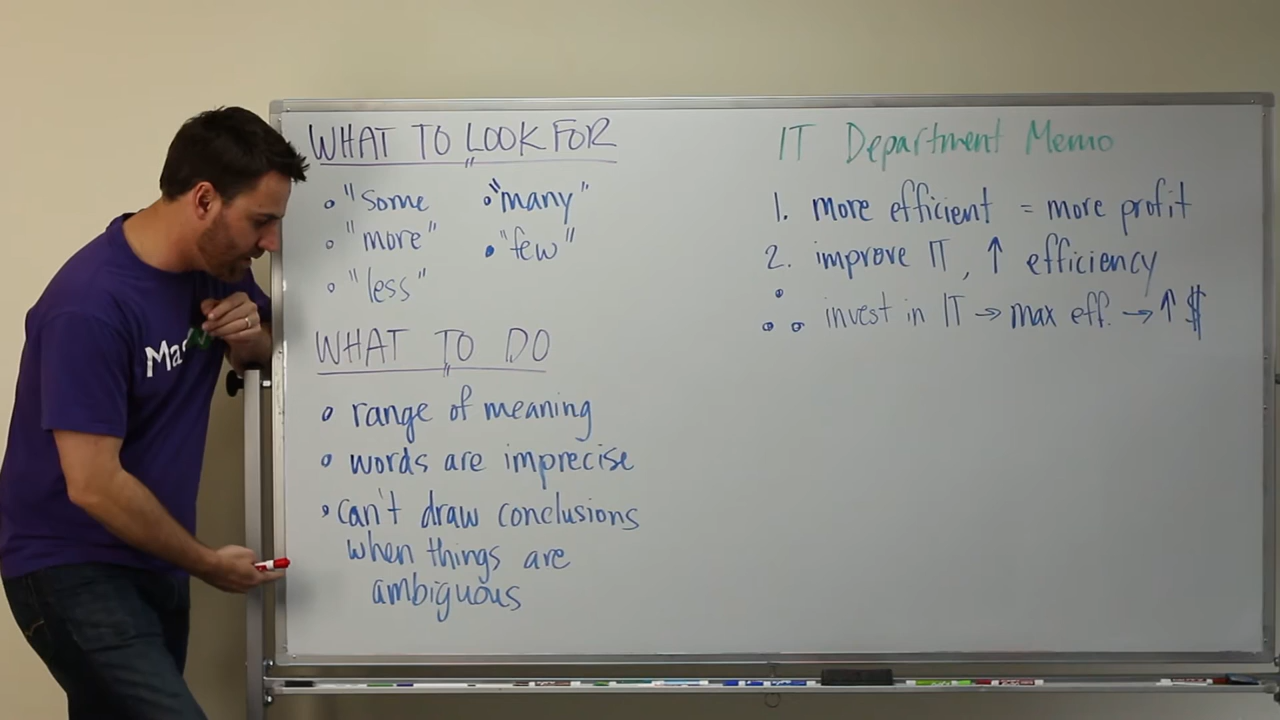 WHAT TO LOOK FOR
• "Some
• "more"
• "less"
• "many"
• "few"
WHAT TO DO
• range of meaning
• words are imprecise
• can't draw conclusions
when things are
ambiguous
IT Department Memo
1. more efficient = more profit
2. improve IT, ↑ efficiency
∴ invest in IT → max eff. → ↑ $